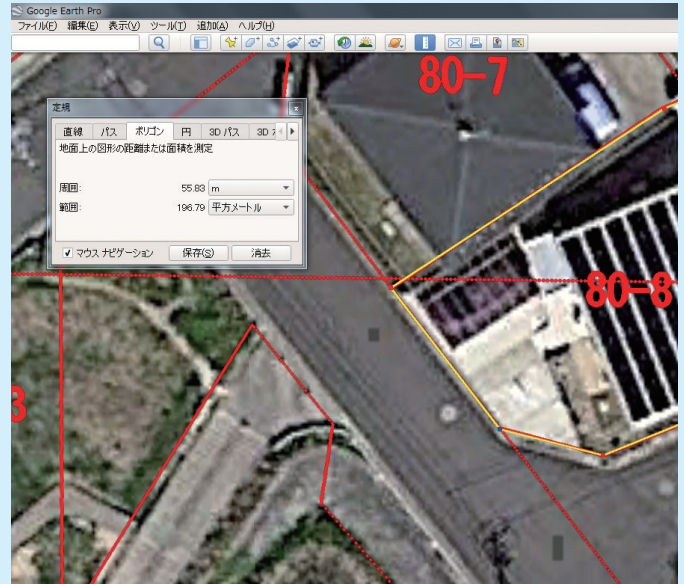 Google Earth Pro
ファイル(F) 編集(E) 表示(V) ツール(T) 追加(A) ヘルプ(H)
80-7
定規
直線 パス ポリゴン 円 3D パス 3D
地面上の図形の距離または面積を測定
周囲: 55.83 m
範囲: 196.79 平方メートル
マウス ナビゲーション 保存(S) 消去
80-8
3